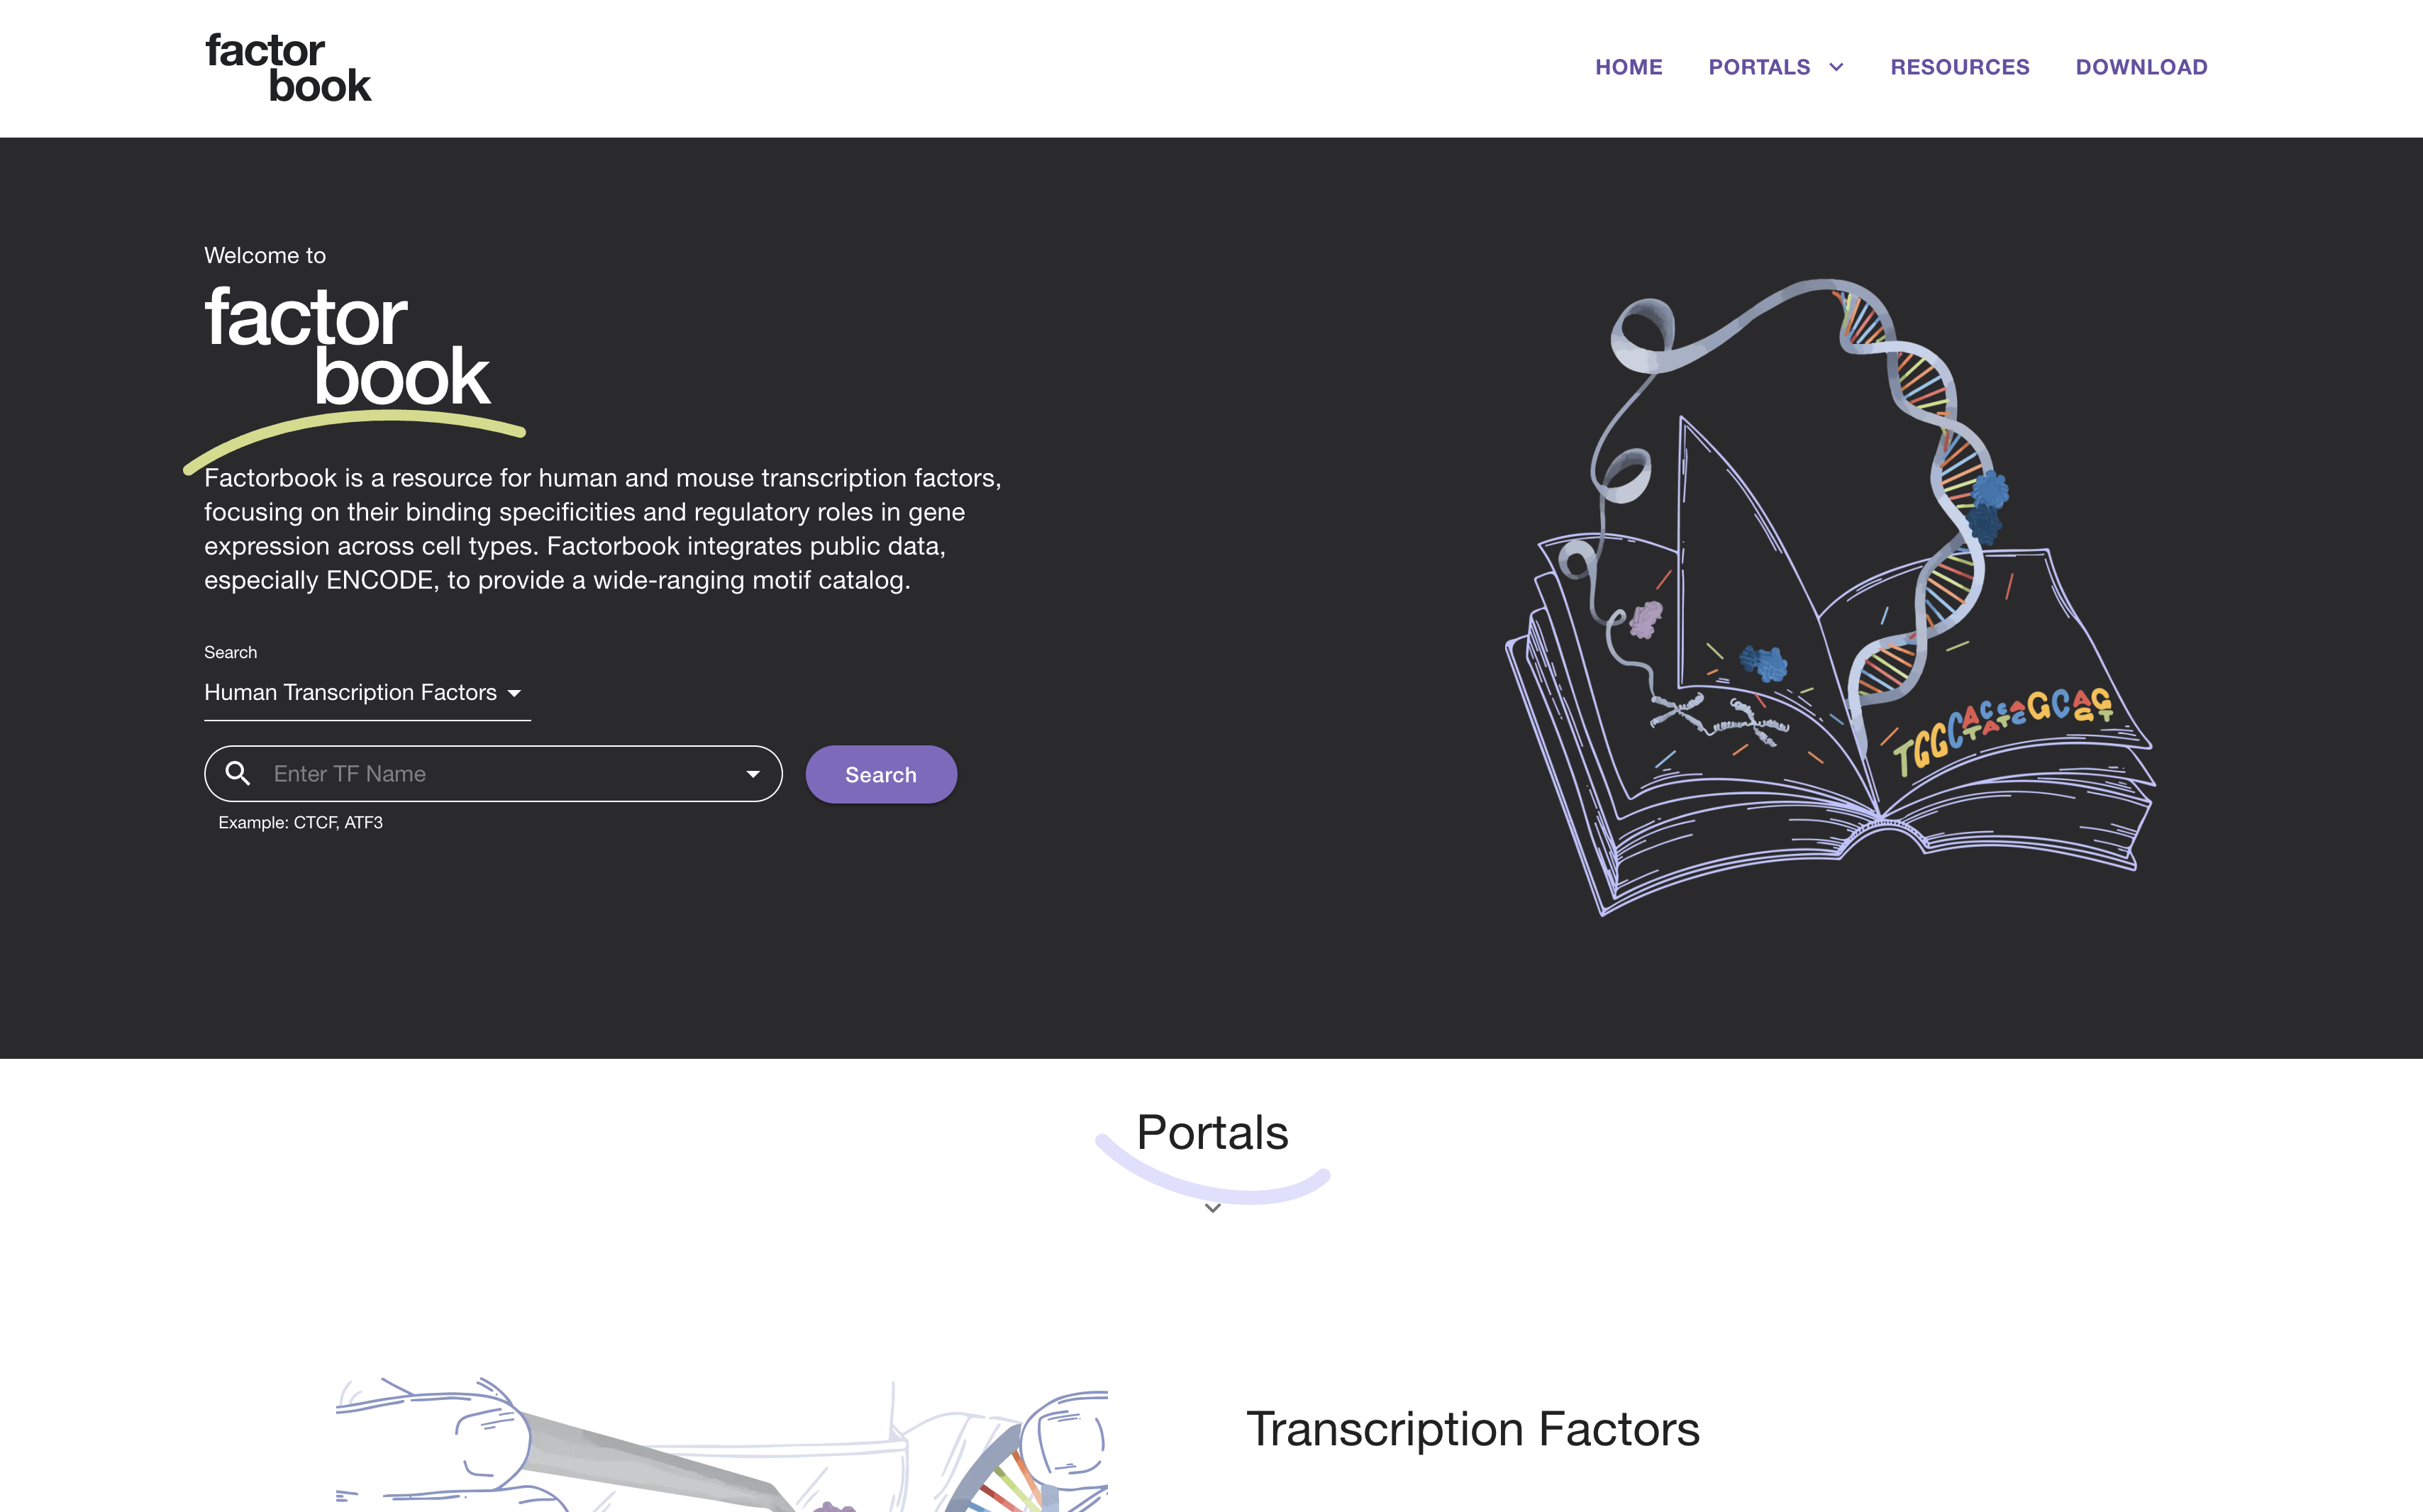 factor
book
HOME
PORTALS
RESOURCES
DOWNLOAD
Welcome to
factor
book
Factorbook is a resource for human and mouse transcription factors,
focusing on their binding specificities and regulatory roles in gene
expression across cell types. Factorbook integrates public data,
especially ENCODE, to provide a wide-ranging motif catalog.
Search
Human Transcription Factors
Enter TF Name
Search
Example: CTCF, ATF3
Portals
Transcription Factors